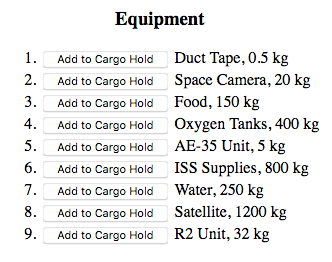 Equipment
1. Add to Cargo Hold Duct Tape, 0.5 kg
2. Add to Cargo Hold Space Camera, 20 kg
3. Add to Cargo Hold Food, 150 kg
4. Add to Cargo Hold Oxygen Tanks, 400 kg
5. Add to Cargo Hold AE-35 Unit, 5 kg
6. Add to Cargo Hold ISS Supplies, 800 kg
7. Add to Cargo Hold Water, 250 kg
8. Add to Cargo Hold Satellite, 1200 kg
9. Add to Cargo Hold R2 Unit, 32 kg